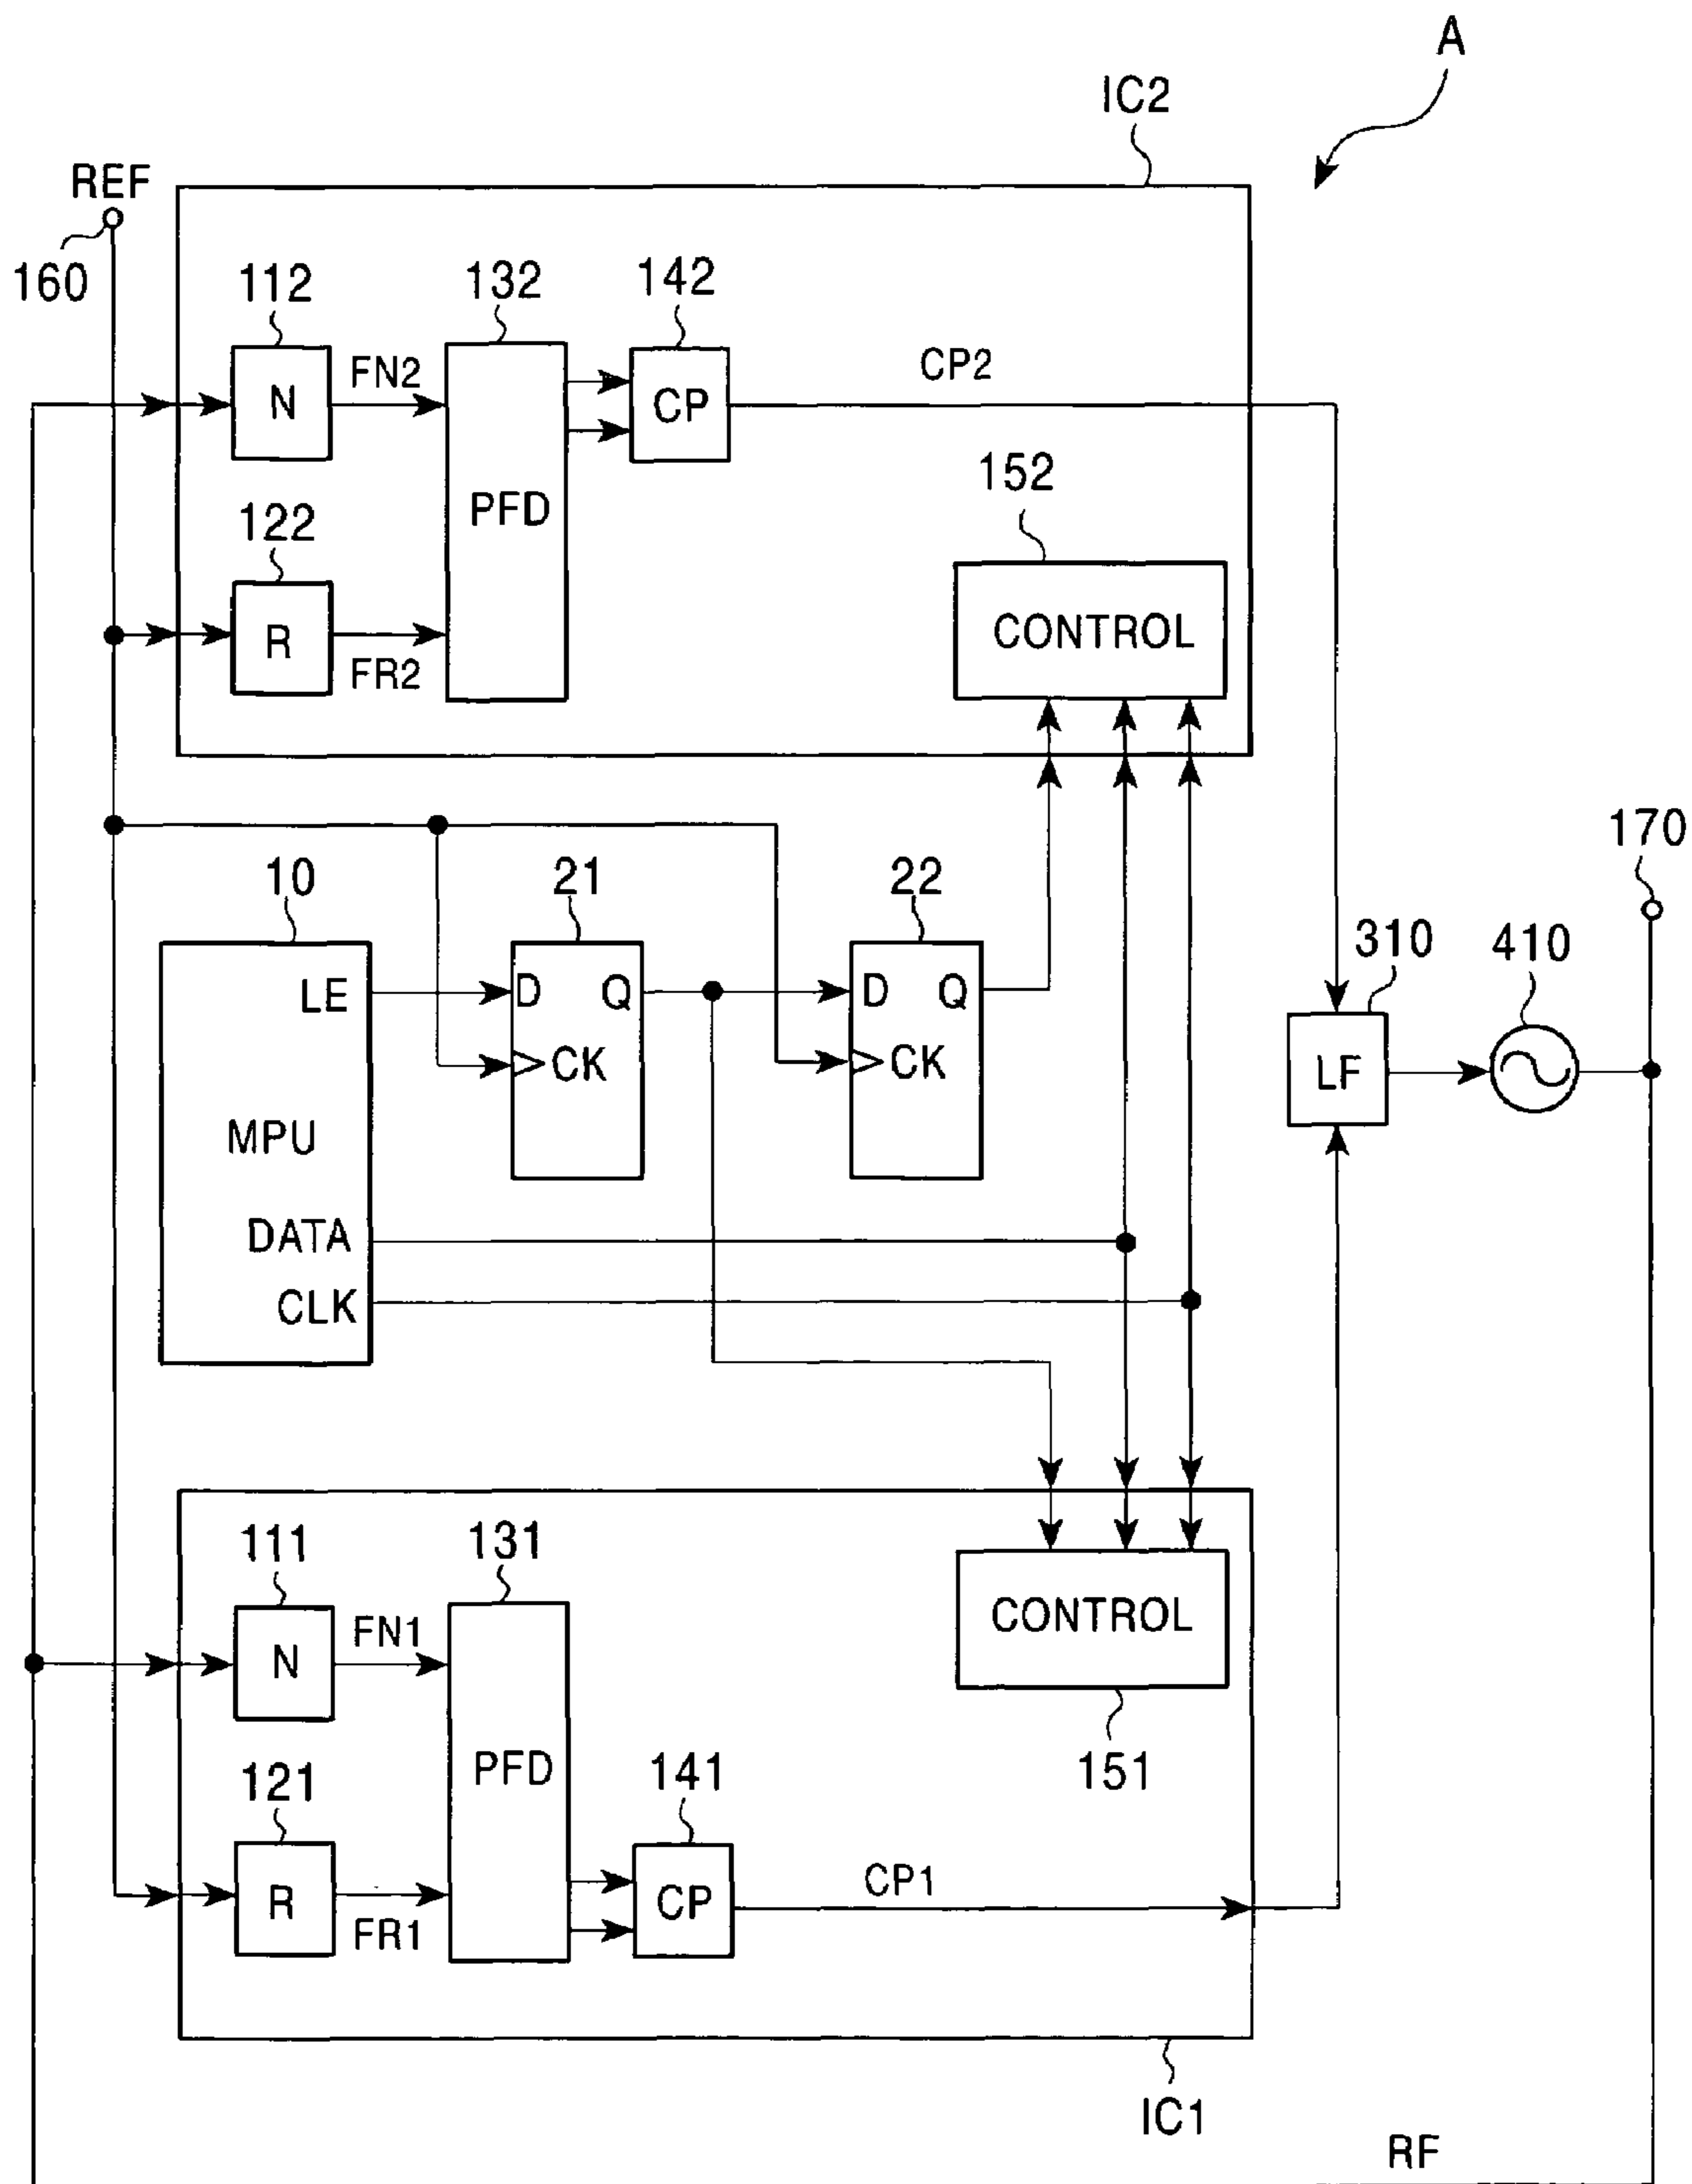 A
IC2
REF
160
112
132
142
N
FN2
CP
CP2
PFD
152
122
CONTROL
R
FR2
170
10
21
22
310
410
LE
D
Q
D
Q
CK
CK
LF
MPU
DATA
CLK
111
131
N
FN1
CONTROL
PFD
151
121
141
R
FR1
CP
CP1
IC1
RF